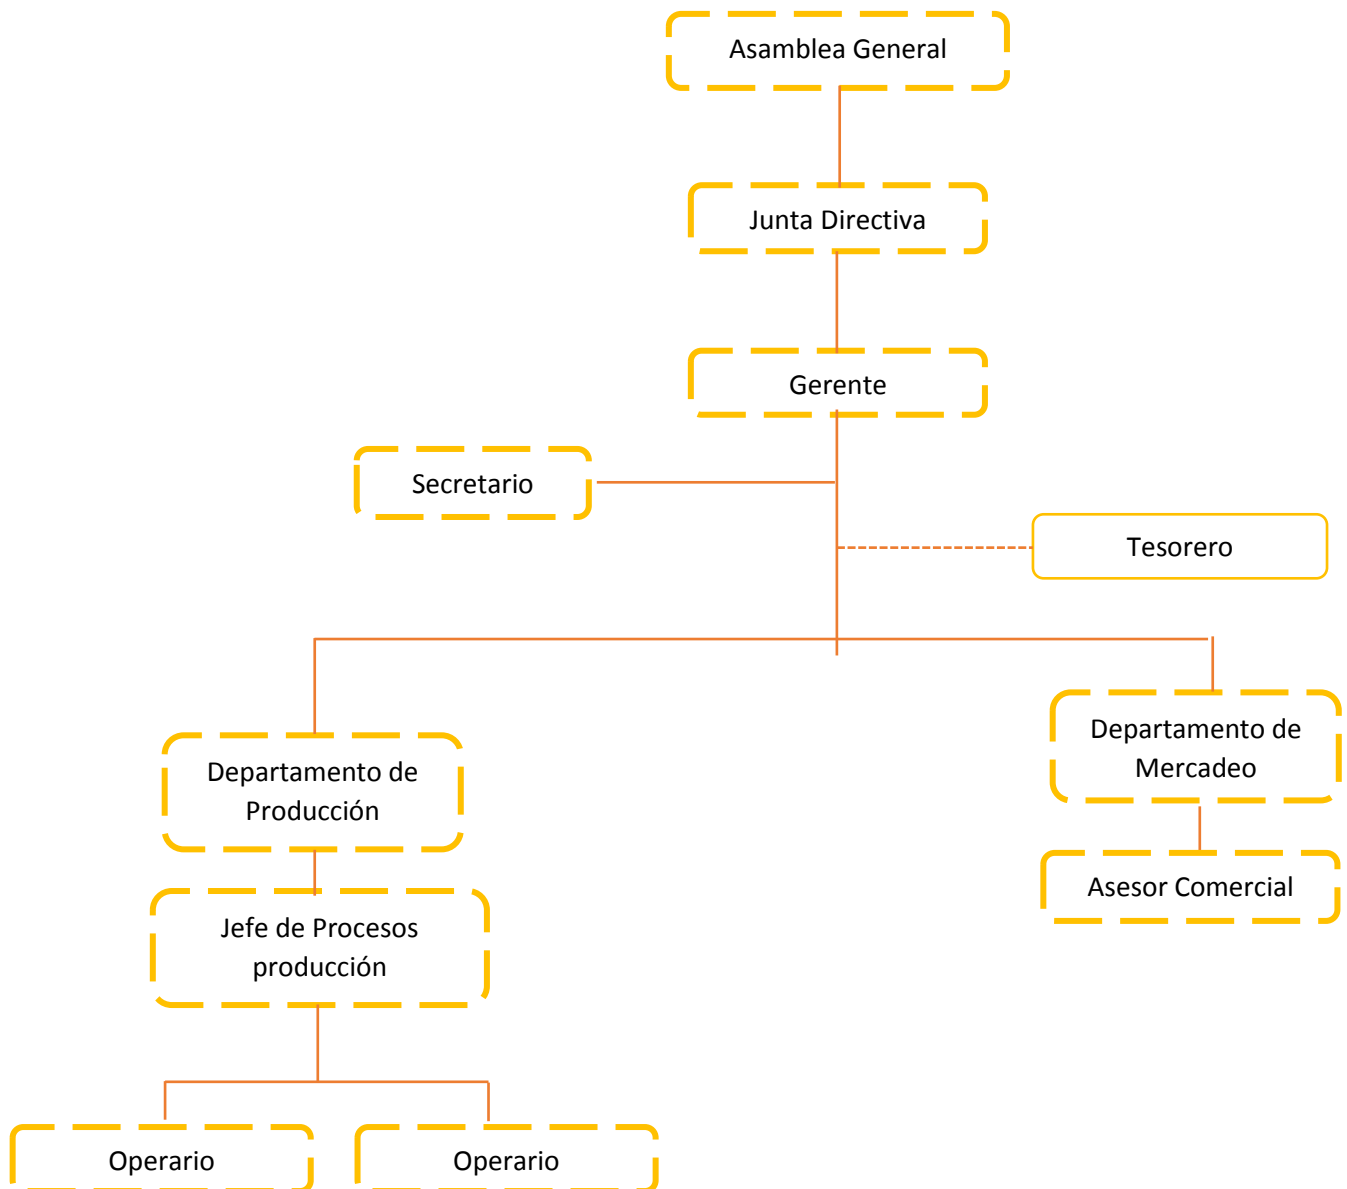 Asamblea General
Junta Directiva
Gerente
Secretario
Tesorero
Departamento de
Mercadeo
Departamento de
Producción
Asesor Comercial
Jefe de Procesos
producción
Operario
Operario